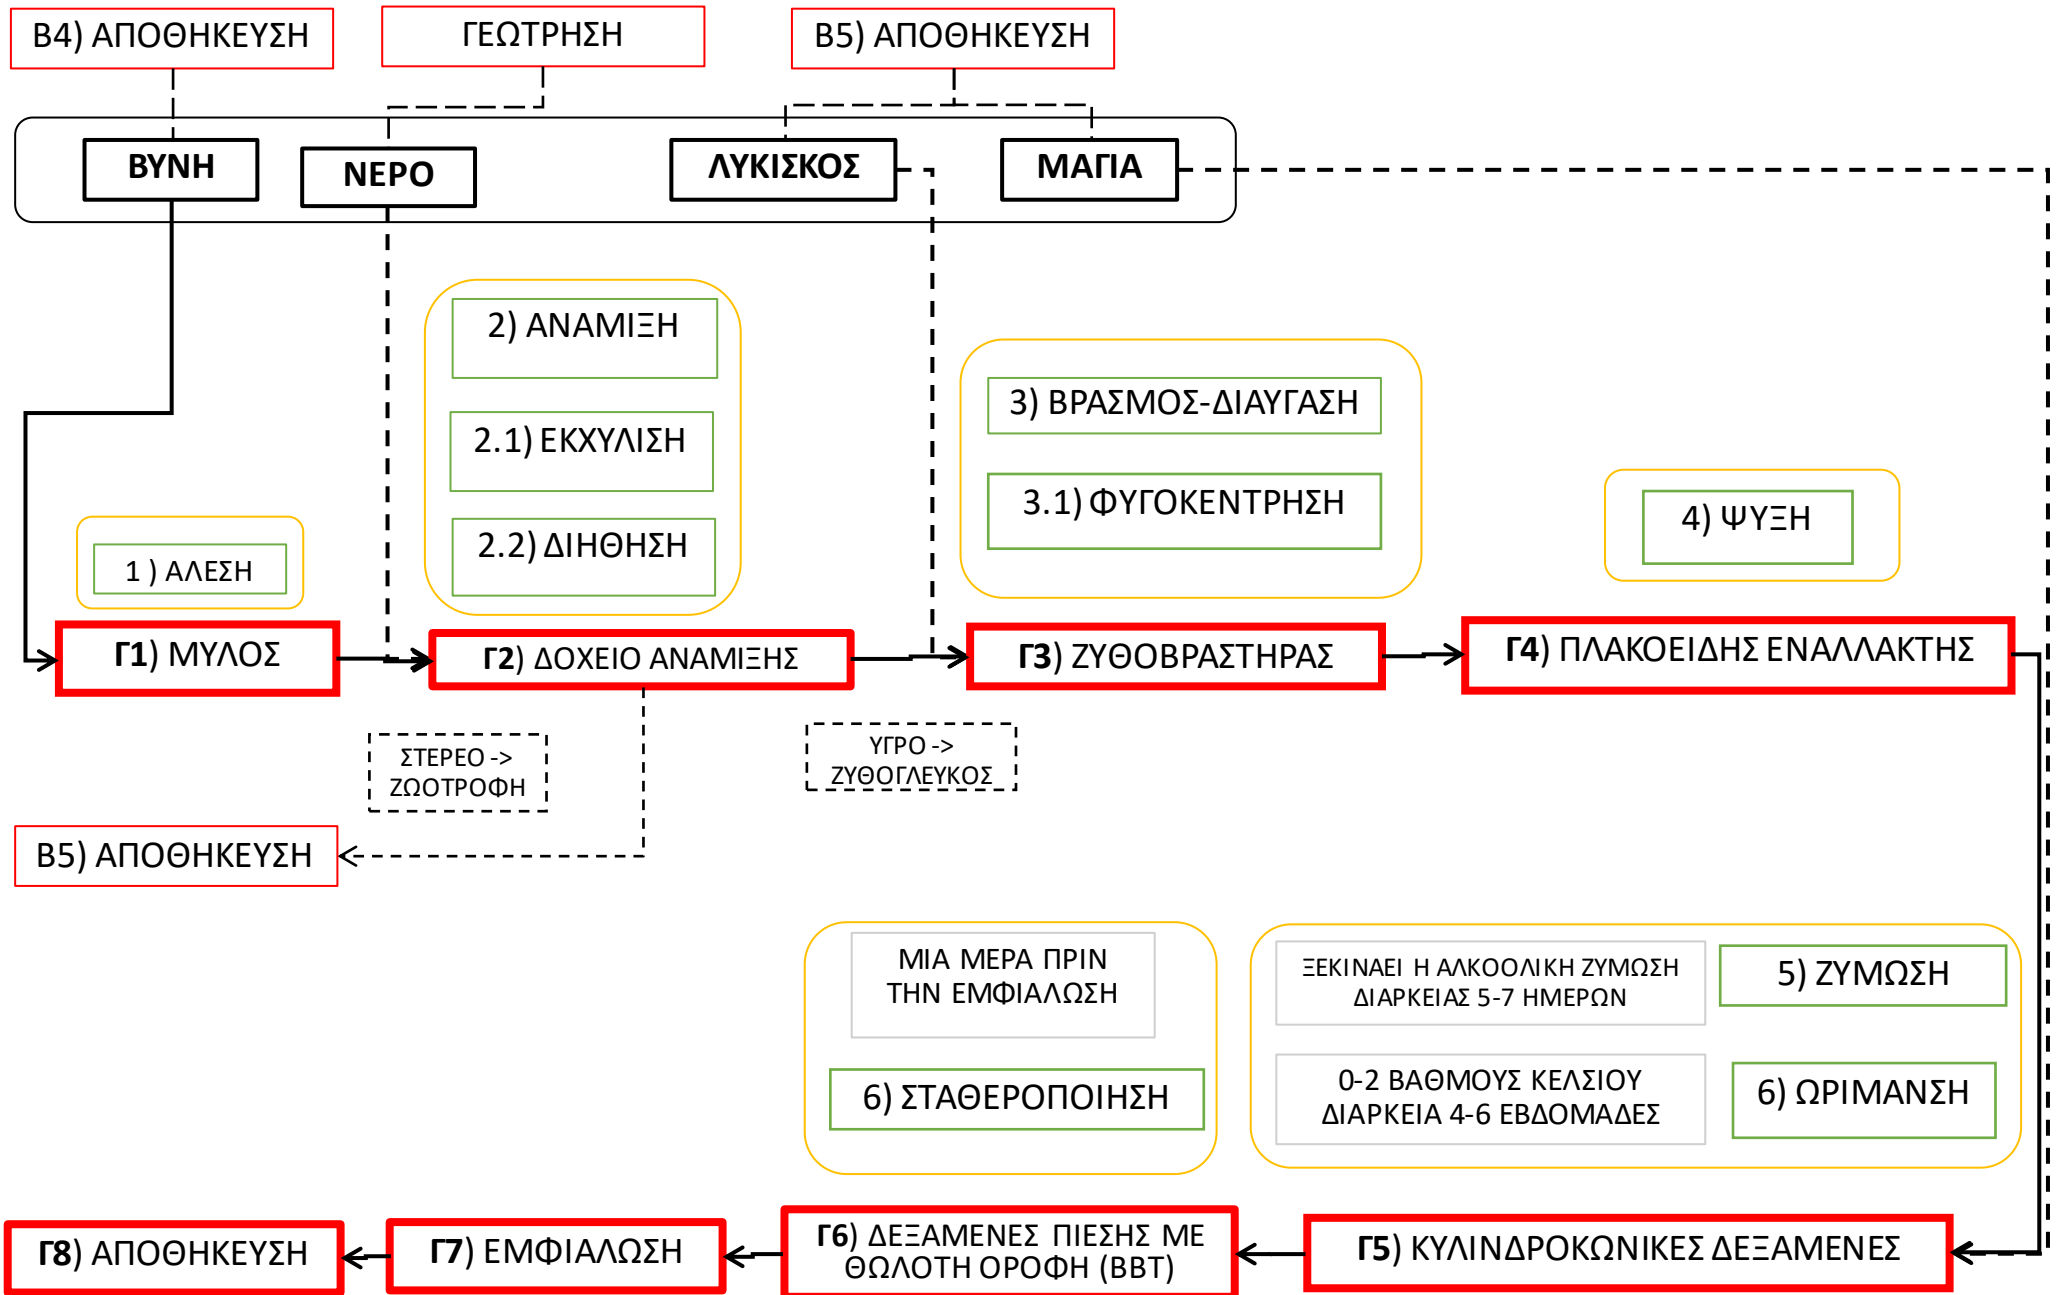 Β4) ΑΠΟΘΗΚΕΥΣΗ
ΓΕΩΤΡΗΣΗ
Β5) ΑΠΟΘΗΚΕΥΣΗ
ΒΥΝΗ
ΝΕΡΟ
ΛΥΚΙΣΚΟΣ
ΜΑΓΙΑ
2) ΑΝΑΜΙΞΗ
2.1) ΕΚΧΥΛΙΣΗ
2.2) ΔΙΗΘΗΣΗ
3) ΒΡΑΣΜΟΣ-ΔΙΑΥΓΑΣΗ
3.1) ΦΥΓΟΚΕΝΤΡΗΣΗ
4) ΨΥΞΗ
1 ) ΑΛΕΣΗ
Γ1) ΜΥΛΟΣ
Γ2) ΔΟΧΕΙΟ ΑΝΑΜΙΞΗΣ
Γ3) ΖΥΘΟΒΡΑΣΤΗΡΑΣ
Γ4) ΠΛΑΚΟΕΙΔΗΣ ΕΝΑΛΛΑΚΤΗΣ
ΣΤΕΡΕΟ ->
ΖΩΟΤΡΟΦΗ
ΥΓΡΟ ->
ΖΥΘΟΓΛΕΥΚΟΣ
Β5) ΑΠΟΘΗΚΕΥΣΗ
ΜΙΑ ΜΕΡΑ ΠΡΙΝ
ΤΗΝ ΕΜΦΙΑΛΩΣΗ
6) ΣΤΑΘΕΡΟΠΟΙΗΣΗ
ΞΕΚΙΝΑΕΙ Η ΑΛΚΟΟΛΙΚΗ ΖΥΜΩΣΗ
ΔΙΑΡΚΕΙΑΣ 5-7 ΗΜΕΡΩΝ
5) ΖΥΜΩΣΗ
0-2 ΒΑΘΜΟΥΣ ΚΕΛΣΙΟΥ
ΔΙΑΡΚΕΙΑ 4-6 ΕΒΔΟΜΑΔΕΣ
6) ΩΡΙΜΑΝΣΗ
Γ8) ΑΠΟΘΗΚΕΥΣΗ
Γ7) ΕΜΦΙΑΛΩΣΗ
Γ6) ΔΕΞΑΜΕΝΕΣ ΠΙΕΣΗΣ ΜΕ
ΘΩΛΟΤΗ ΟΡΟΦΗ (ΒΒΤ)
Γ5) ΚΥΛΙΝΔΡΟΚΩΝΙΚΕΣ ΔΕΞΑΜΕΝΕΣ